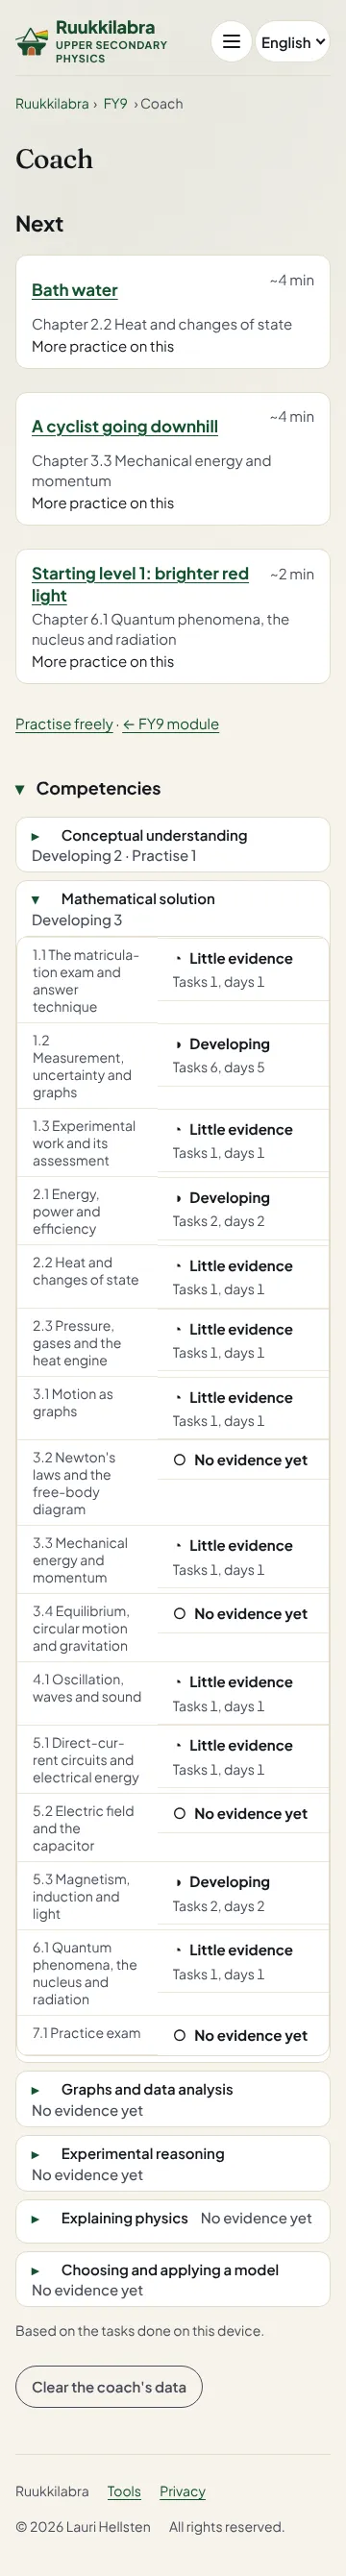 Ruukkilabra
UPPER SECONDARY
PHYSICS
English
Ruukkilabra › FY9 › Coach
Coach
Next
Bath water ~4 min
Chapter 2.2 Heat and changes of state
More practice on this
A cyclist going downhill ~4 min
Chapter 3.3 Mechanical energy and
momentum
More practice on this
Starting level 1: brighter red ~2 min
light
Chapter 6.1 Quantum phenomena, the
nucleus and radiation
More practice on this
Practise freely · ← FY9 module
▾ Competencies
▸ Conceptual understanding
Developing 2 · Practise 1
▾ Mathematical solution
Developing 3
1.1 The matricula-
tion exam and
answer
technique
Little evidence
Tasks 1, days 1
1.2
Measurement,
uncertainty and
graphs
Developing
Tasks 6, days 5
1.3 Experimental
work and its
assessment
Little evidence
Tasks 1, days 1
2.1 Energy,
power and
efficiency
Developing
Tasks 2, days 2
2.2 Heat and
changes of state
Little evidence
Tasks 1, days 1
2.3 Pressure,
gases and the
heat engine
Little evidence
Tasks 1, days 1
3.1 Motion as
graphs
Little evidence
Tasks 1, days 1
3.2 Newton's
laws and the
free-body
diagram
No evidence yet
3.3 Mechanical
energy and
momentum
Little evidence
Tasks 1, days 1
3.4 Equilibrium,
circular motion
and gravitation
No evidence yet
4.1 Oscillation,
waves and sound
Little evidence
Tasks 1, days 1
5.1 Direct-cur-
rent circuits and
electrical energy
Little evidence
Tasks 1, days 1
5.2 Electric field
and the
capacitor
No evidence yet
5.3 Magnetism,
induction and
light
Developing
Tasks 2, days 2
6.1 Quantum
phenomena, the
nucleus and
radiation
Little evidence
Tasks 1, days 1
7.1 Practice exam
No evidence yet
▸ Graphs and data analysis
No evidence yet
▸ Experimental reasoning
No evidence yet
▸ Explaining physics No evidence yet
▸ Choosing and applying a model
No evidence yet
Based on the tasks done on this device.
Clear the coach's data
Ruukkilabra Tools Privacy
© 2026 Lauri Hellsten All rights reserved.